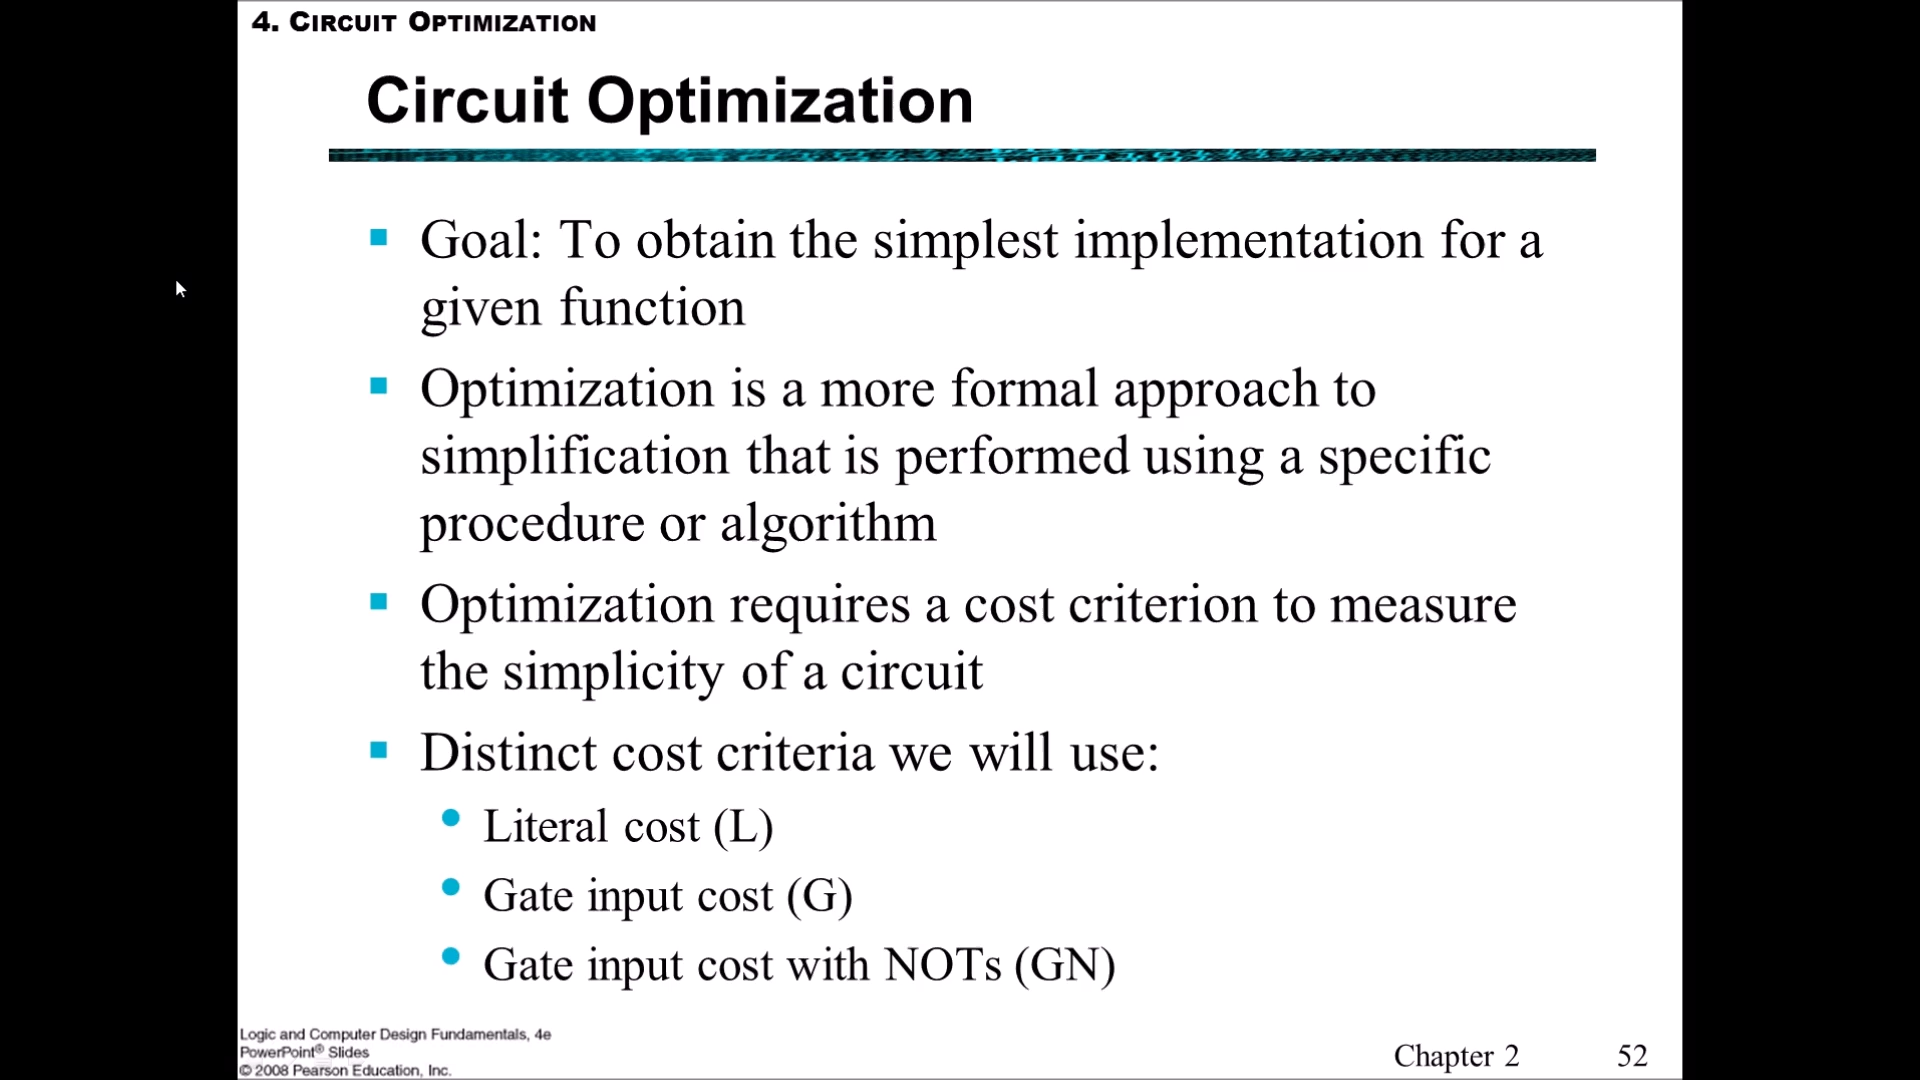 4. CIRCUIT OPTIMIZATION
Circuit Optimization
Goal: To obtain the simplest implementation for a
given function
Optimization is a more formal approach to
simplification that is performed using a specific
procedure or algorithm
Optimization requires a cost criterion to measure
the simplicity of a circuit
Distinct cost criteria we will use:
Literal cost (L)
Gate input cost (G)
Gate input cost with NOTs (GN)
Logic and Computer Design Fundamentals, 4e
PowerPoint® Slides
© 2008 Pearson Education, Inc.
Chapter 2 52